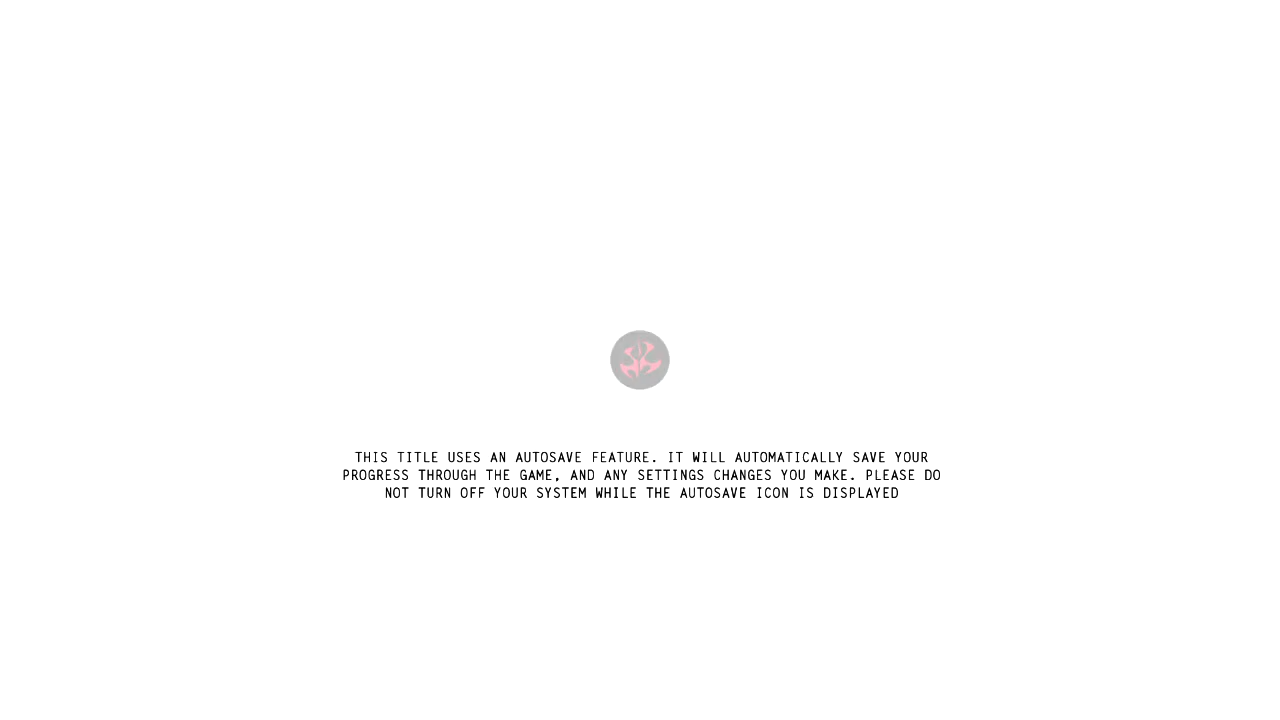 THIS TITLE USES AN AUTOSAVE FEATURE. IT WILL AUTOMATICALLY SAVE YOUR
PROGRESS THROUGH THE GAME, AND ANY SETTINGS CHANGES YOU MAKE. PLEASE DO
NOT TURN OFF YOUR SYSTEM WHILE THE AUTOSAVE ICON IS DISPLAYED